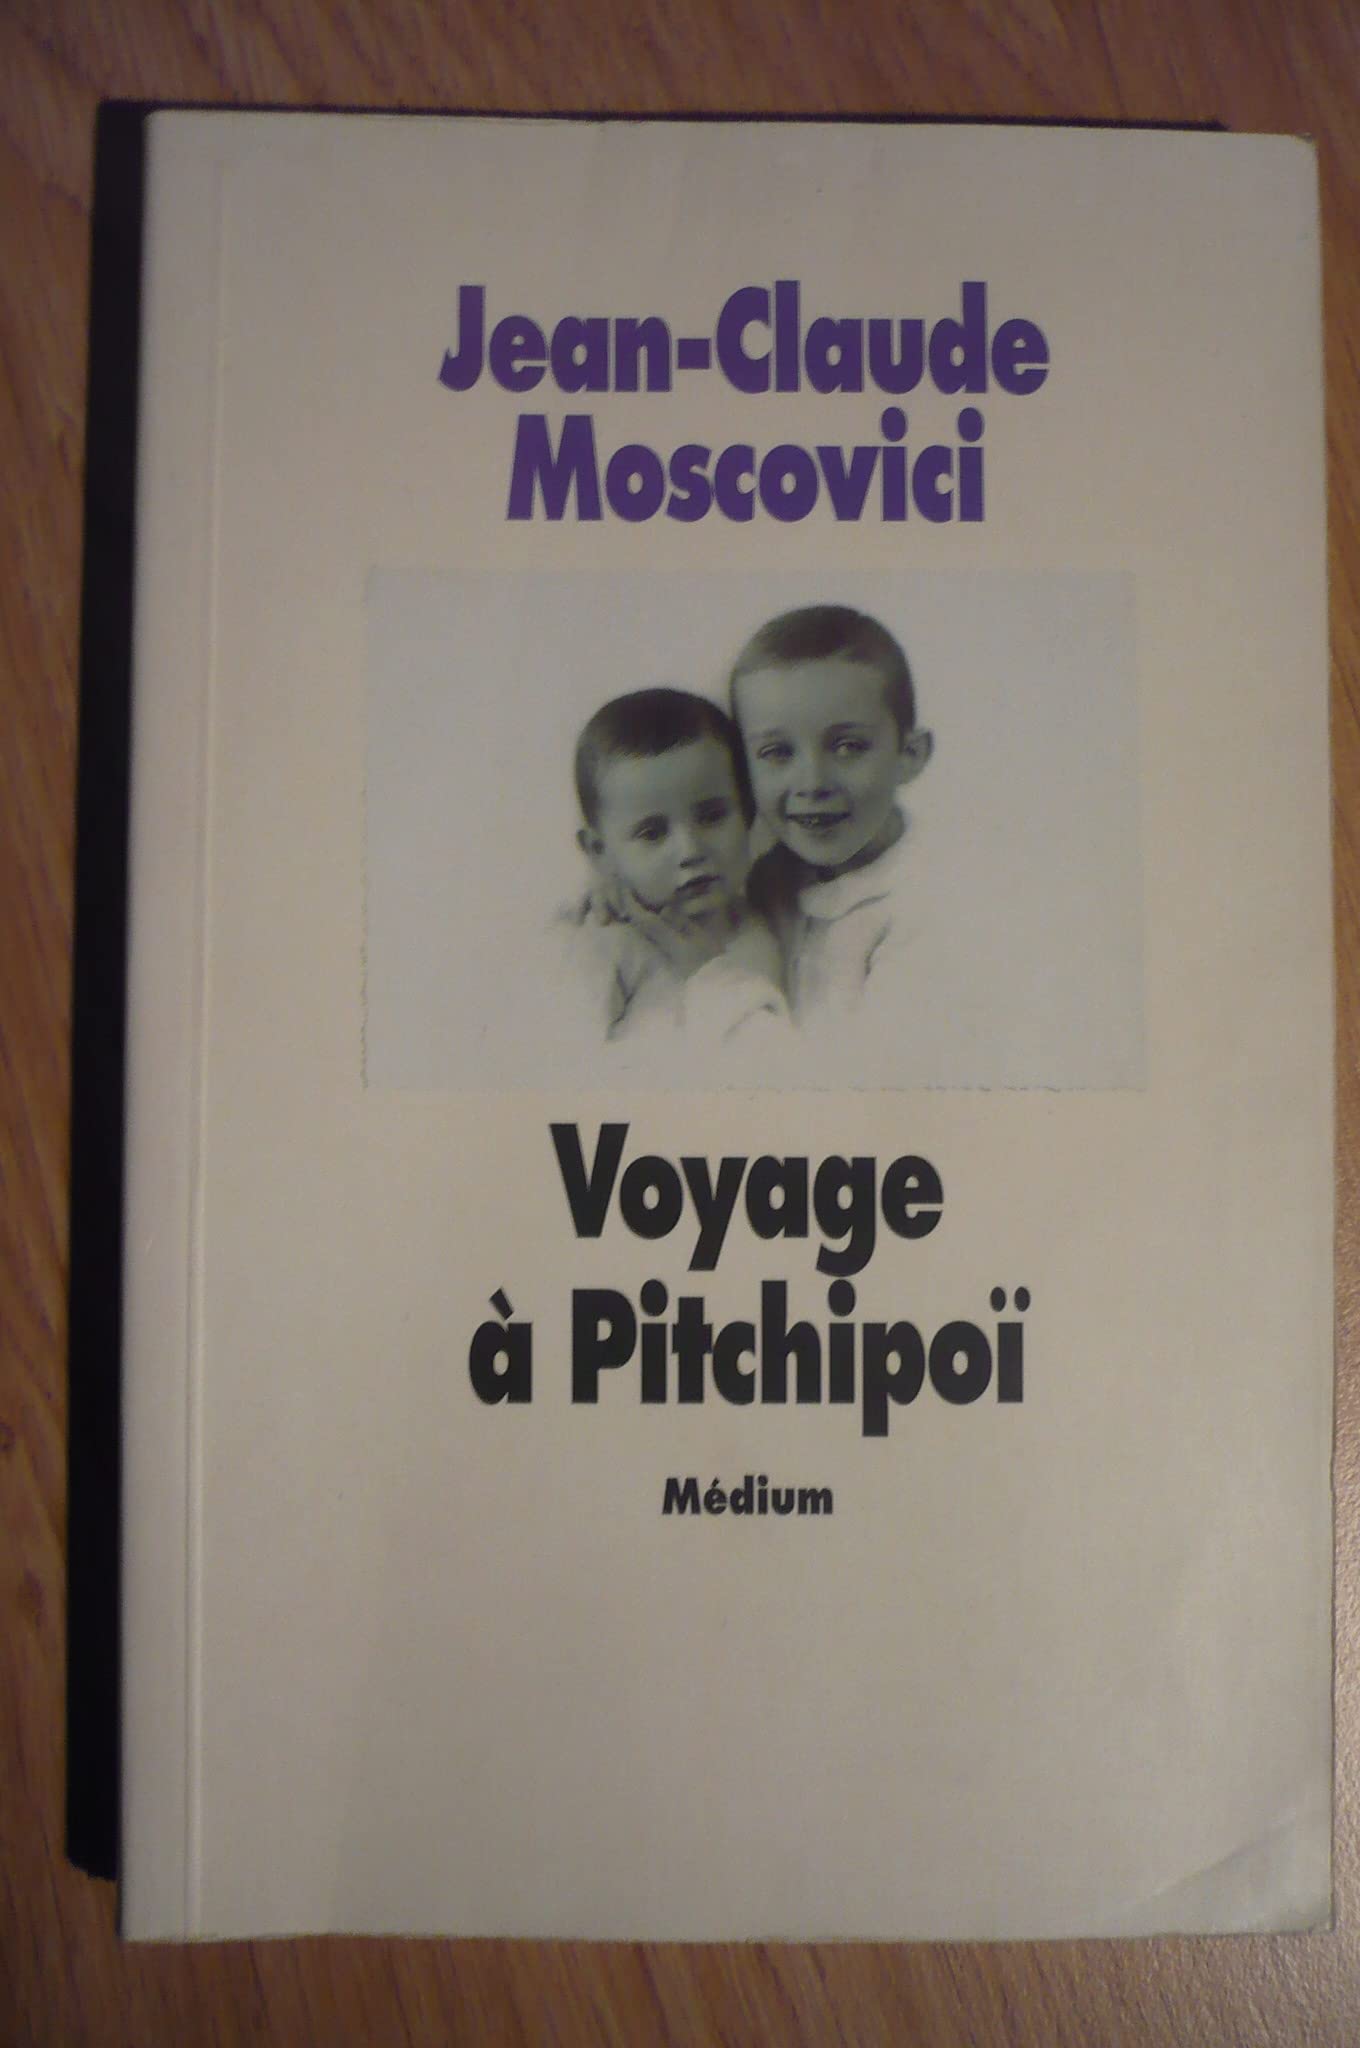 Jean-Claude
Moscovici
Voyage
à Pitchipoï
Médium